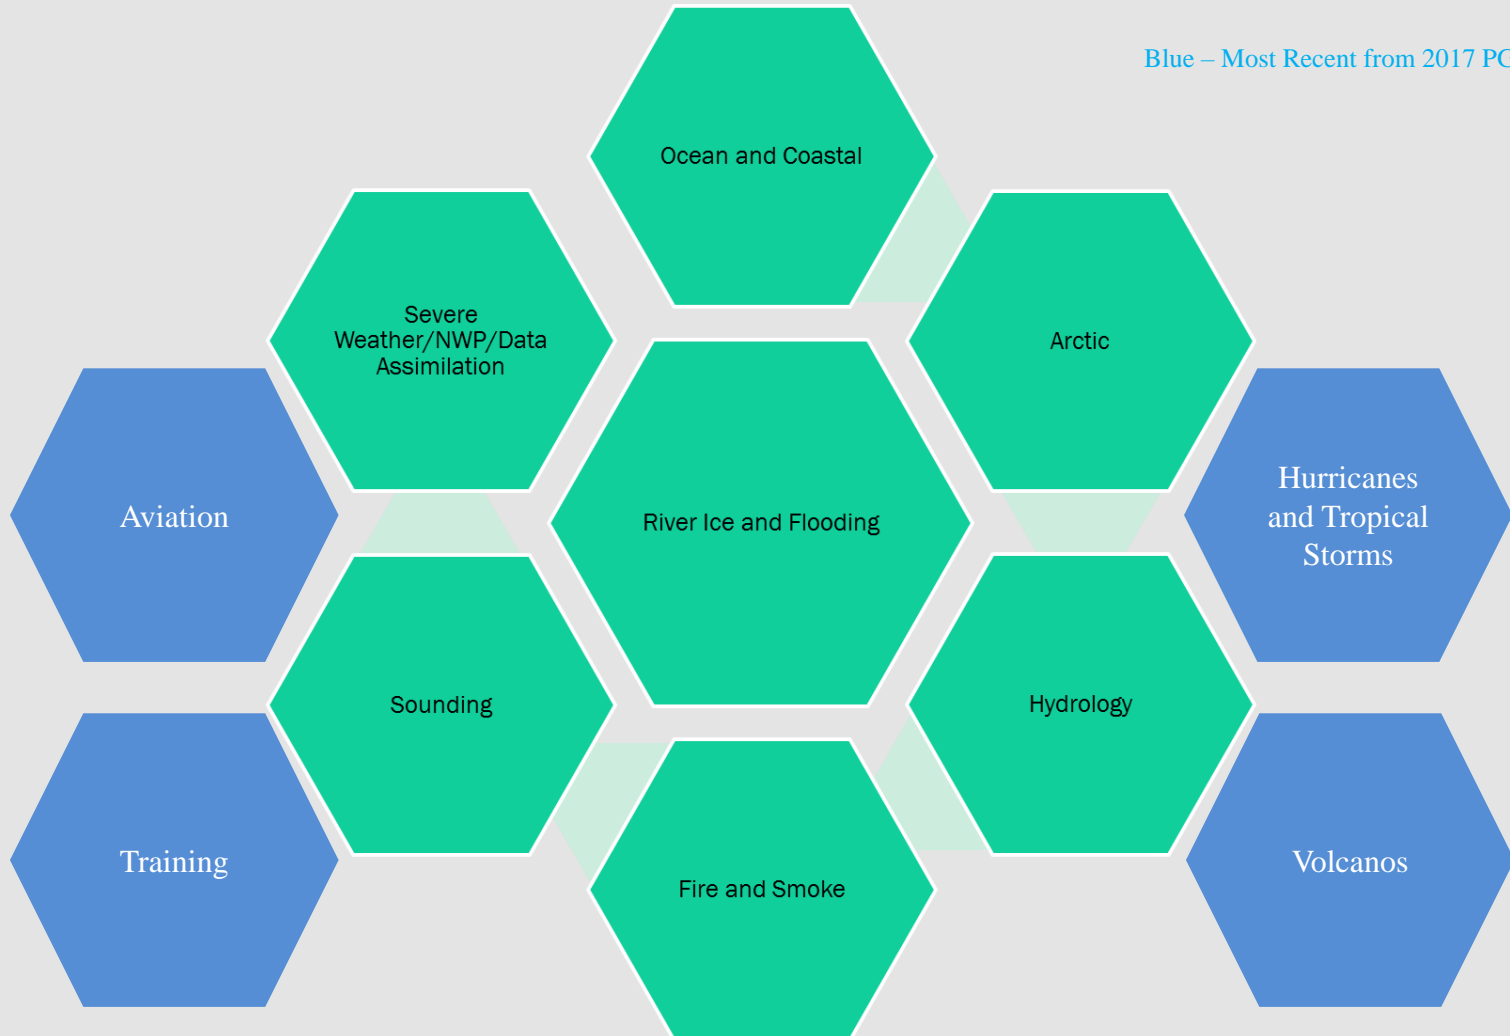 Blue – Most Recent from 2017 PG
Ocean and Coastal
Severe
Weather/NWP/Data
Assimilation
Arctic
Aviation
River Ice and Flooding
Hurricanes
and Tropical
Storms
Sounding
Hydrology
Training
Fire and Smoke
Volcanos